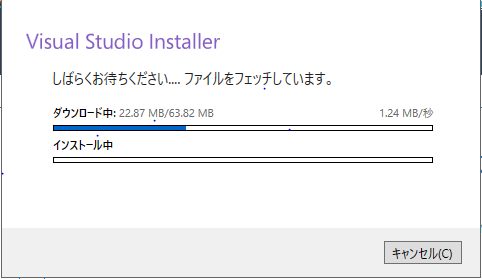 Visual Studio Installer
しばらくお待ちください.... ファイルをフェッチしています。
ダウンロード中: 22.87 MB/63.82 MB 1.24 MB/秒
インストール中
キャンセル(C)